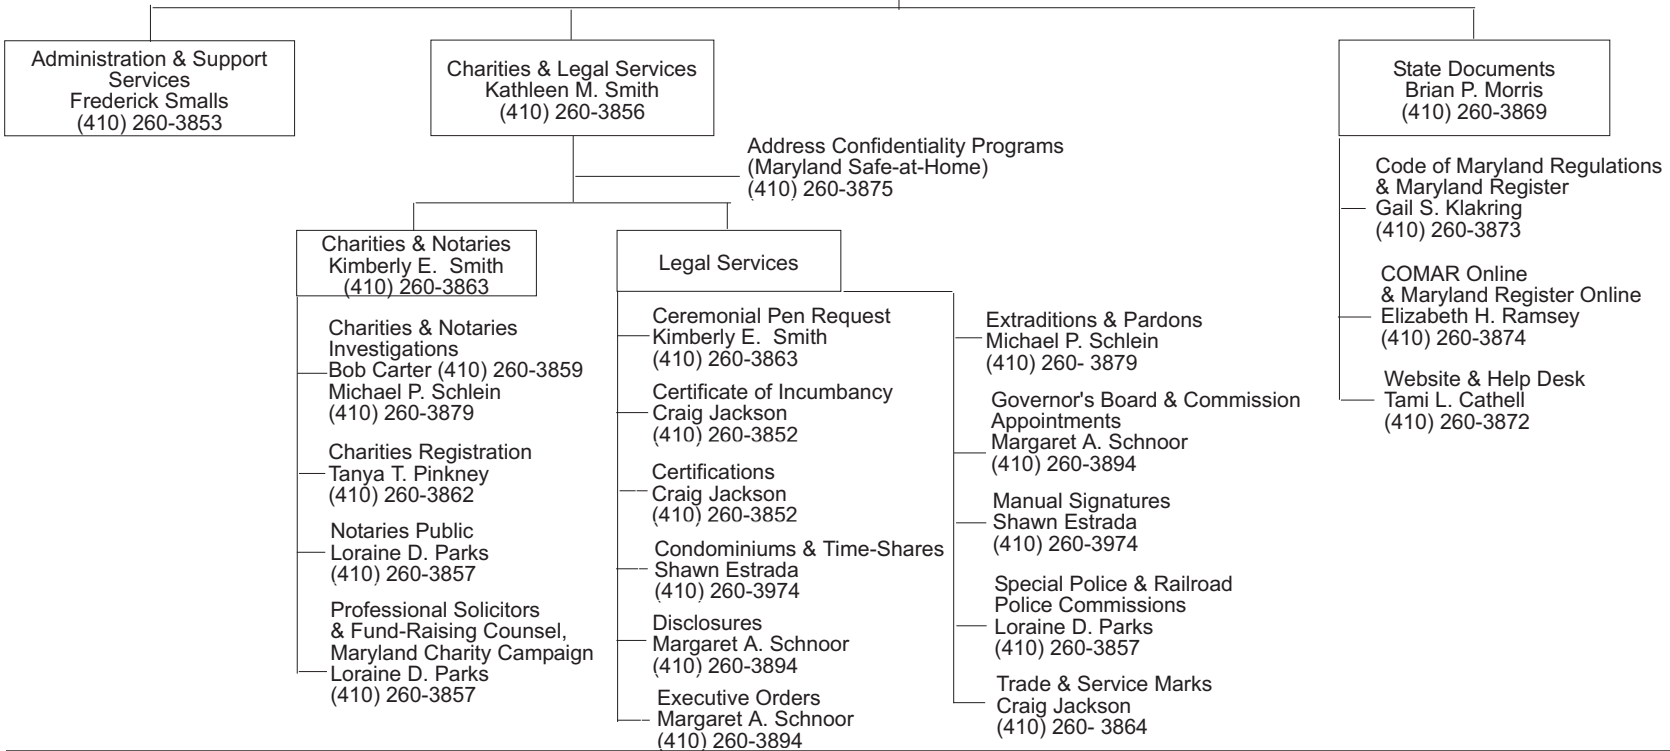 Administration & Support
Services
Frederick Smalls
(410) 260-3853
Charities & Legal Services
Kathleen M. Smith
(410) 260-3856
State Documents
Brian P. Morris
(410) 260-3869
Address Confidentiality Programs
(Maryland Safe-at-Home)
(410) 260-3875
Charities & Notaries
Kimberly E. Smith
(410) 260-3863
Charities & Notaries
Investigations
Bob Carter (410) 260-3859
Michael P. Schlein
(410) 260-3879
Charities Registration
Tanya T. Pinkney
(410) 260-3862
Notaries Public
Loraine D. Parks
(410) 260-3857
Professional Solicitors
& Fund-Raising Counsel,
Maryland Charity Campaign
Loraine D. Parks
(410) 260-3857
Legal Services
Ceremonial Pen Request
Kimberly E. Smith
(410) 260-3863
Certificate of Incumbancy
Craig Jackson
(410) 260-3852
Certifications
Craig Jackson
(410) 260-3852
Condominiums & Time-Shares
Shawn Estrada
(410) 260-3974
Disclosures
Margaret A. Schnoor
(410) 260-3894
Executive Orders
Margaret A. Schnoor
(410) 260-3894
Extraditions & Pardons
Michael P. Schlein
(410) 260- 3879
Governor's Board & Commission
Appointments
Margaret A. Schnoor
(410) 260-3894
Manual Signatures
Shawn Estrada
(410) 260-3974
Special Police & Railroad
Police Commissions
Loraine D. Parks
(410) 260-3857
Trade & Service Marks
Craig Jackson
(410) 260- 3864
Code of Maryland Regulations
& Maryland Register
Gail S. Klakring
(410) 260-3873
COMAR Online
& Maryland Register Online
Elizabeth H. Ramsey
(410) 260-3874
Website & Help Desk
Tami L. Cathell
(410) 260-3872